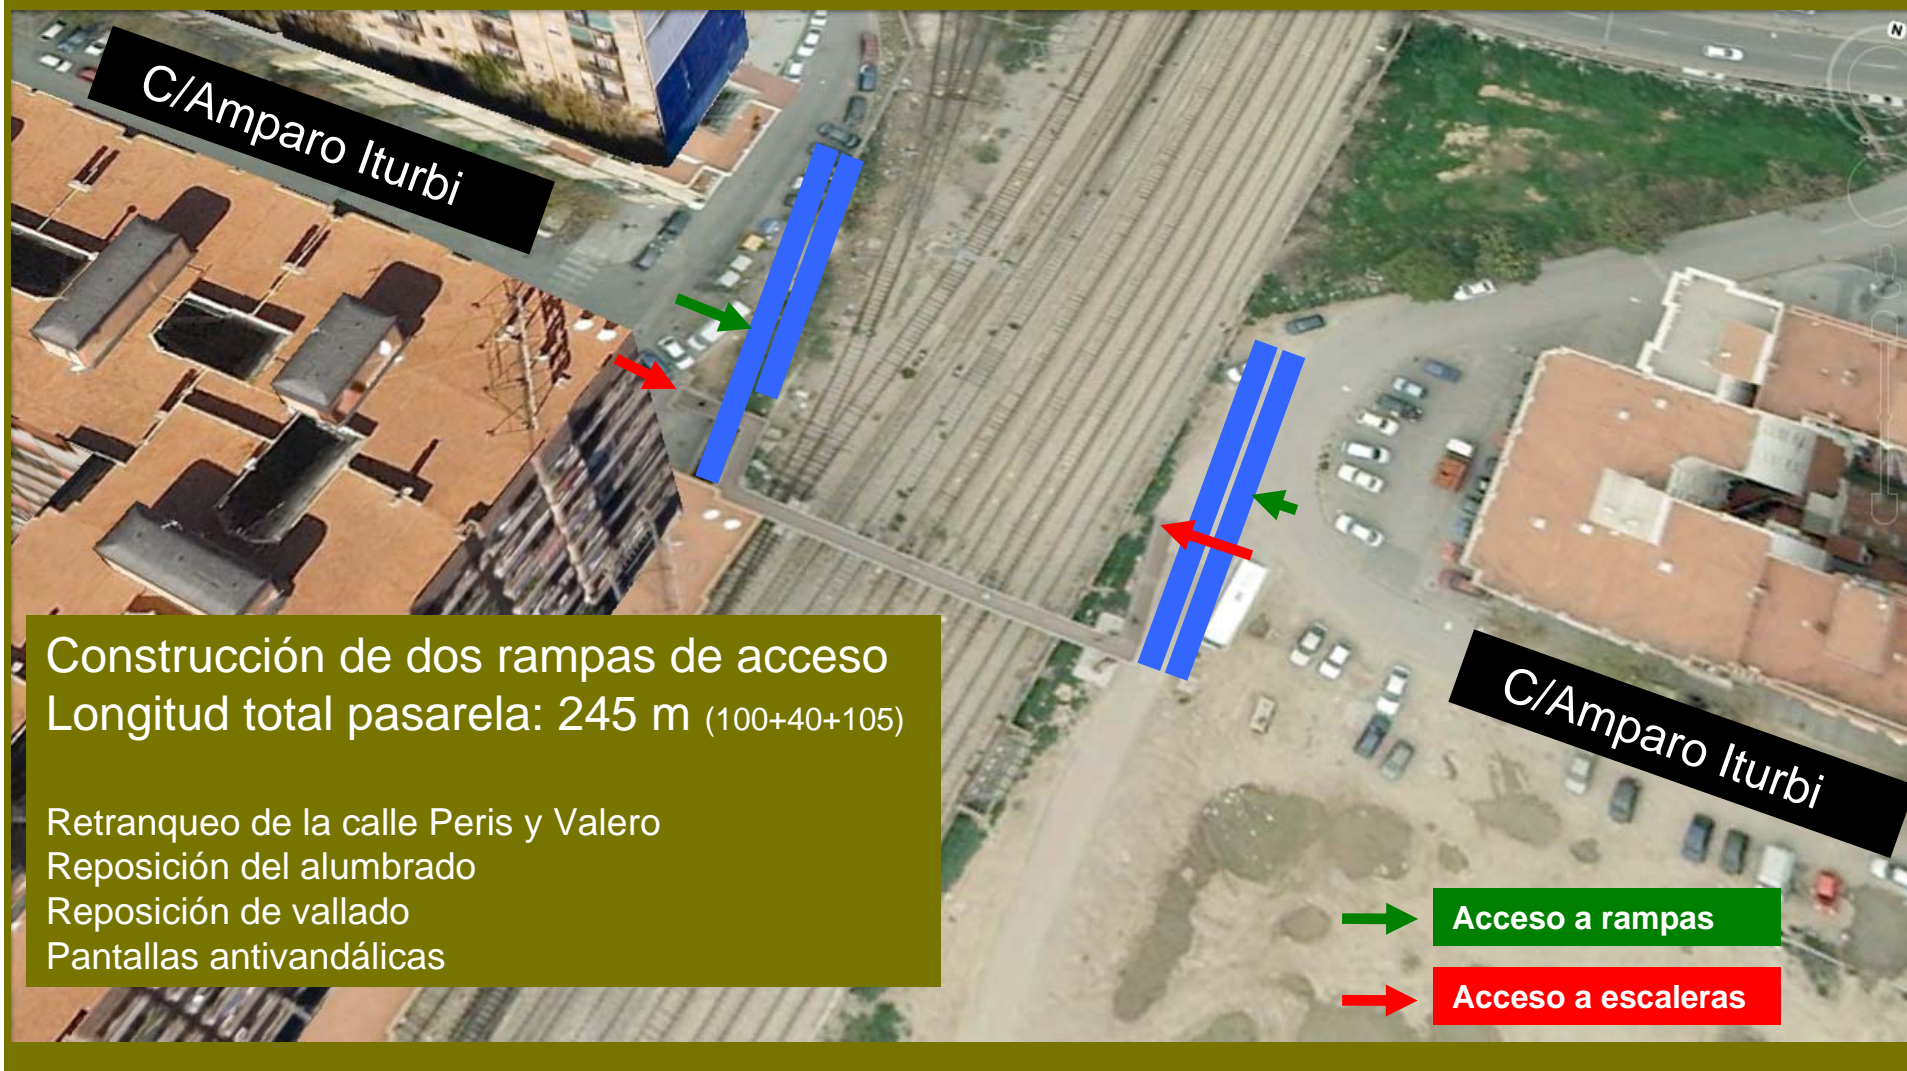 C/Amparo Iturbi
N
Construcción de dos rampas de acceso
Longitud total pasarela: 245 m (100+40+105)
Retranqueo de la calle Peris y Valero
Reposición del alumbrado
Reposición de vallado
Pantallas antivandálicas
C/Amparo Iturbi
Acceso a rampas
Acceso a escaleras